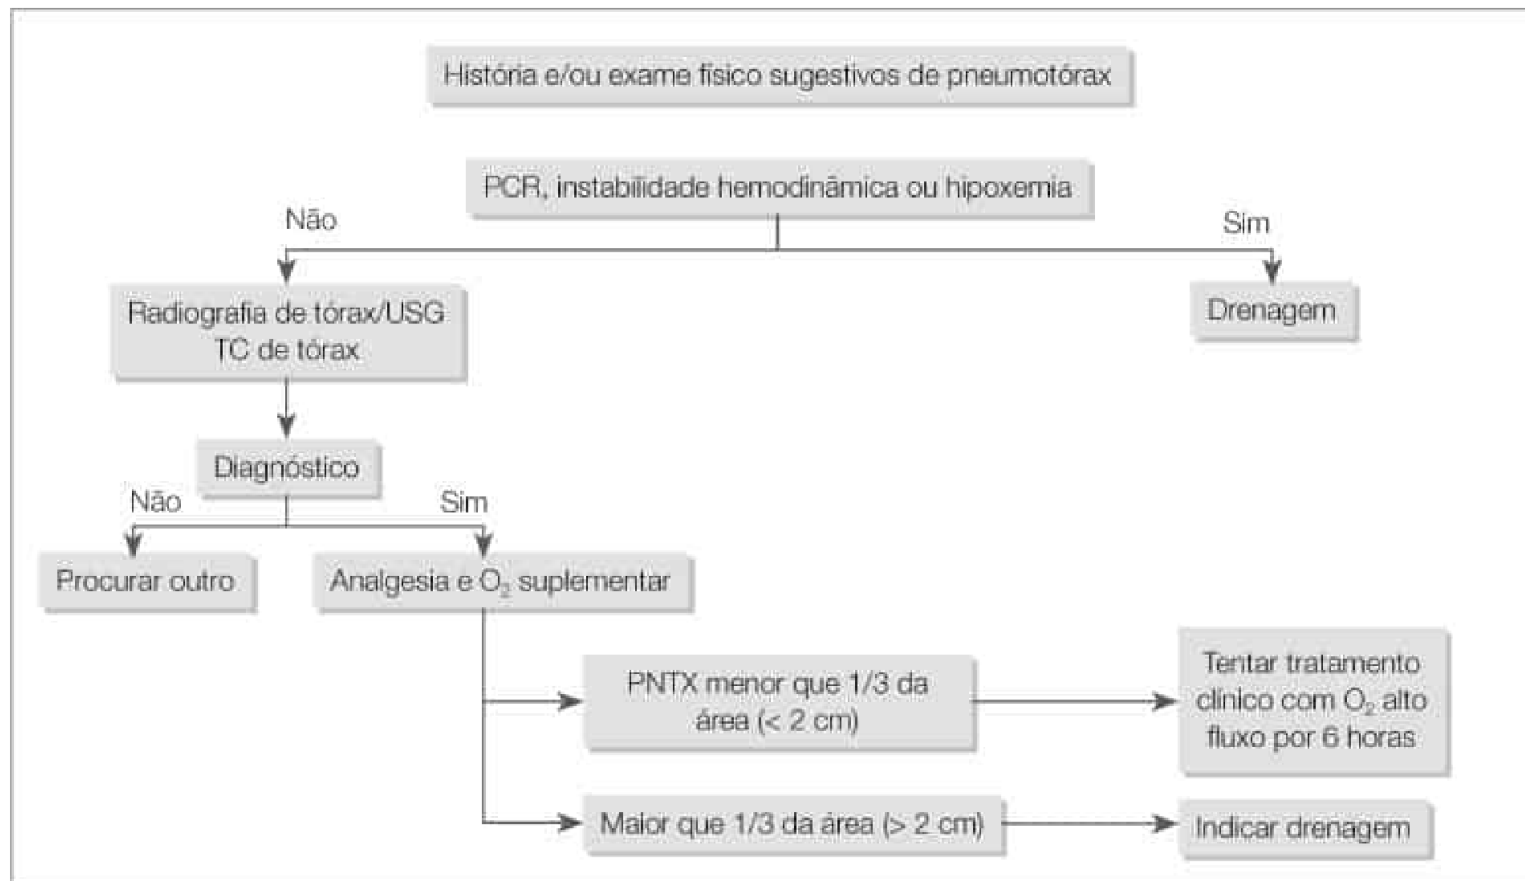 História e/ou exame físico sugestivos de pneumotórax
PCR, instabilidade hemodinâmica ou hipoxemia
Não
Sim
Radiografia de tórax/USG
TC de tórax
Drenagem
Diagnóstico
Não
Sim
Procurar outro
Analgesia e O₂ suplementar
PNTX menor que 1/3 da
área (< 2 cm)
Tentar tratamento
clínico com O₂ alto
fluxo por 6 horas
Maior que 1/3 da área (> 2 cm)
Indicar drenagem